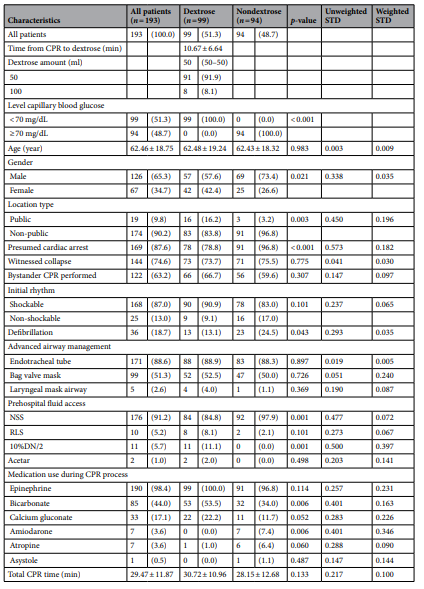 Characteristics All patients (n=193) Dextrose (n=99) Nondextrose (n=94) p-value Unweighted STD Weighted STD
All patients 193 (100.0) 99 (51.3) 94 (48.7)
Time from CPR to dextrose (min) 10.67±6.64
Dextrose amount (ml) 50 (50–50)
50 91 (91.9)
100 8 (8.1)
Level capillary blood glucose
<70 mg/dL 99 (51.3) 99 (100.0) 0 (0.0) <0.001
≥70 mg/dL 94 (48.7) 0 (0.0) 94 (100.0)
Age (year) 62.46±18.75 62.48±19.24 62.43±18.32 0.983 0.003 0.009
Gender
Male 126 (65.3) 57 (57.6) 69 (73.4) 0.021 0.338 0.035
Female 67 (34.7) 42 (42.4) 25 (26.6)
Location type
Public 19 (9.8) 16 (16.2) 3 (3.2) 0.003 0.450 0.196
Non-public 174 (90.2) 83 (83.8) 91 (96.8)
Presumed cardiac arrest 169 (87.6) 78 (78.8) 91 (96.8) <0.001 0.573 0.182
Witnessed collapse 144 (74.6) 73 (73.7) 71 (75.5) 0.775 0.041 0.030
Bystander CPR performed 122 (63.2) 66 (66.7) 56 (59.6) 0.307 0.147 0.097
Initial rhythm
Shockable 168 (87.0) 90 (90.9) 78 (83.0) 0.101 0.237 0.065
Non-shockable 25 (13.0) 9 (9.1) 16 (17.0)
Defibrillation 36 (18.7) 13 (13.1) 23 (24.5) 0.043 0.293 0.035
Advanced airway management
Endotracheal tube 171 (88.6) 88 (88.9) 83 (88.3) 0.897 0.019 0.005
Bag valve mask 99 (51.3) 52 (52.5) 47 (50.0) 0.726 0.051 0.240
Laryngeal mask airway 5 (2.6) 4 (4.0) 1 (1.1) 0.369 0.190 0.087
Prehospital fluid access
NSS 176 (91.2) 84 (84.8) 92 (97.9) 0.001 0.477 0.072
RLS 10 (5.2) 8 (8.1) 2 (2.1) 0.101 0.273 0.067
10%DN/2 11 (5.7) 11 (11.1) 0 (0.0) 0.001 0.500 0.397
Acetar 2 (1.0) 2 (2.0) 0 (0.0) 0.498 0.203 0.141
Medication use during CPR process
Epinephrine 190 (98.4) 99 (100.0) 91 (96.8) 0.114 0.257 0.231
Bicarbonate 85 (44.0) 53 (53.5) 32 (34.0) 0.006 0.401 0.163
Calcium gluconate 33 (17.1) 22 (22.2) 11 (11.7) 0.052 0.283 0.226
Amiodarone 7 (3.6) 0 (0.0) 7 (7.4) 0.006 0.401 0.346
Atropine 7 (3.6) 1 (1.0) 6 (6.4) 0.060 0.288 0.090
Asystole 1 (0.5) 0 (0.0) 1 (1.1) 0.487 0.147 0.144
Total CPR time (min) 29.47±11.87 30.72±10.96 28.15±12.68 0.133 0.217 0.100